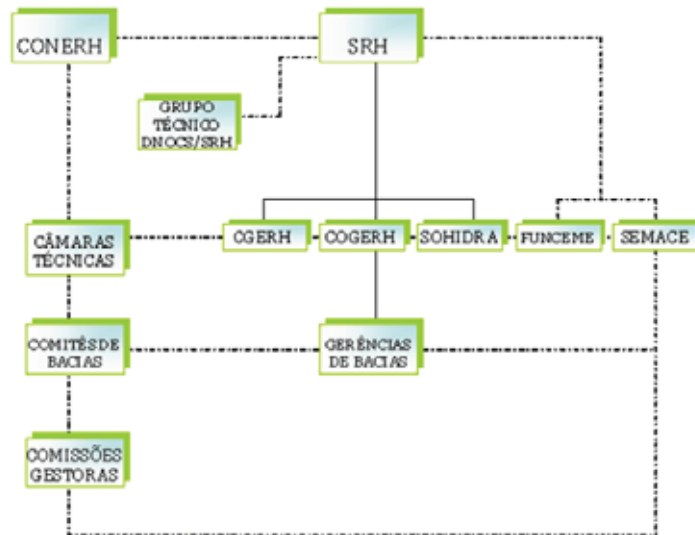 CONERH
SRH
GRUPO
TÉCNICO
DNOCS/SRH
CÂMARAS
TÉCNICAS
CGERH
COGERH
SOHIDRA
FUNCEME
SEMACE
COMITÊS DE
BACIAS
GERÊNCIAS
DE BACIAS
COMISSÕES
GESTORAS